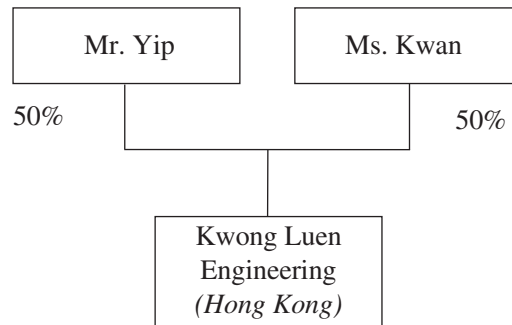 Mr. Yip
Ms. Kwan
50%
50%
Kwong Luen
Engineering
(Hong Kong)